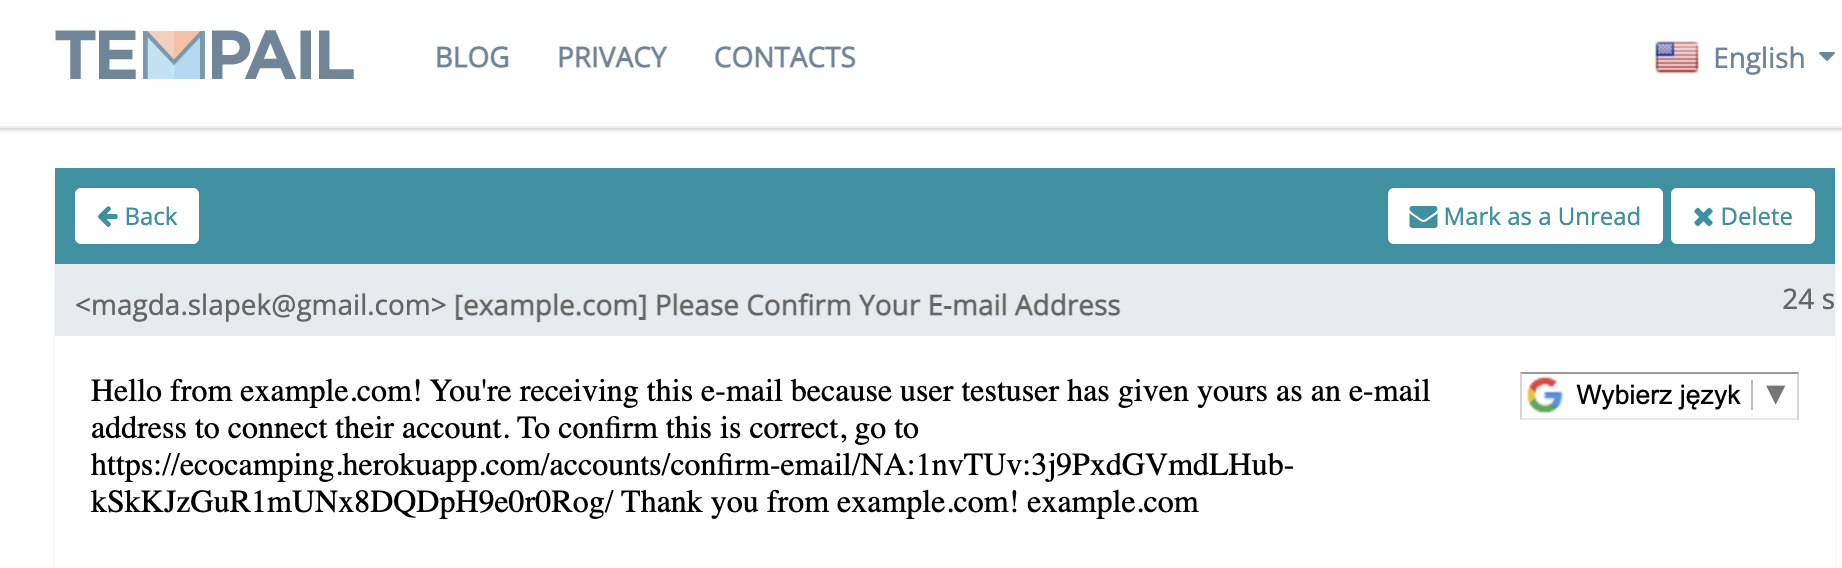 TEMPAIL
BLOG PRIVACY CONTACTS
English
Back
Mark as a Unread
Delete
<magda.slapek@gmail.com> [example.com] Please Confirm Your E-mail Address
24 s
Hello from example.com! You're receiving this e-mail because user testuser has given yours as an e-mail
address to connect their account. To confirm this is correct, go to
https://ecocamping.herokuapp.com/accounts/confirm-email/NA:1nvTUv:3j9PxdGVmdLHub-
kSkKJzGuR1mUNx8DQDpH9e0r0Rog/ Thank you from example.com! example.com
Wybierz język